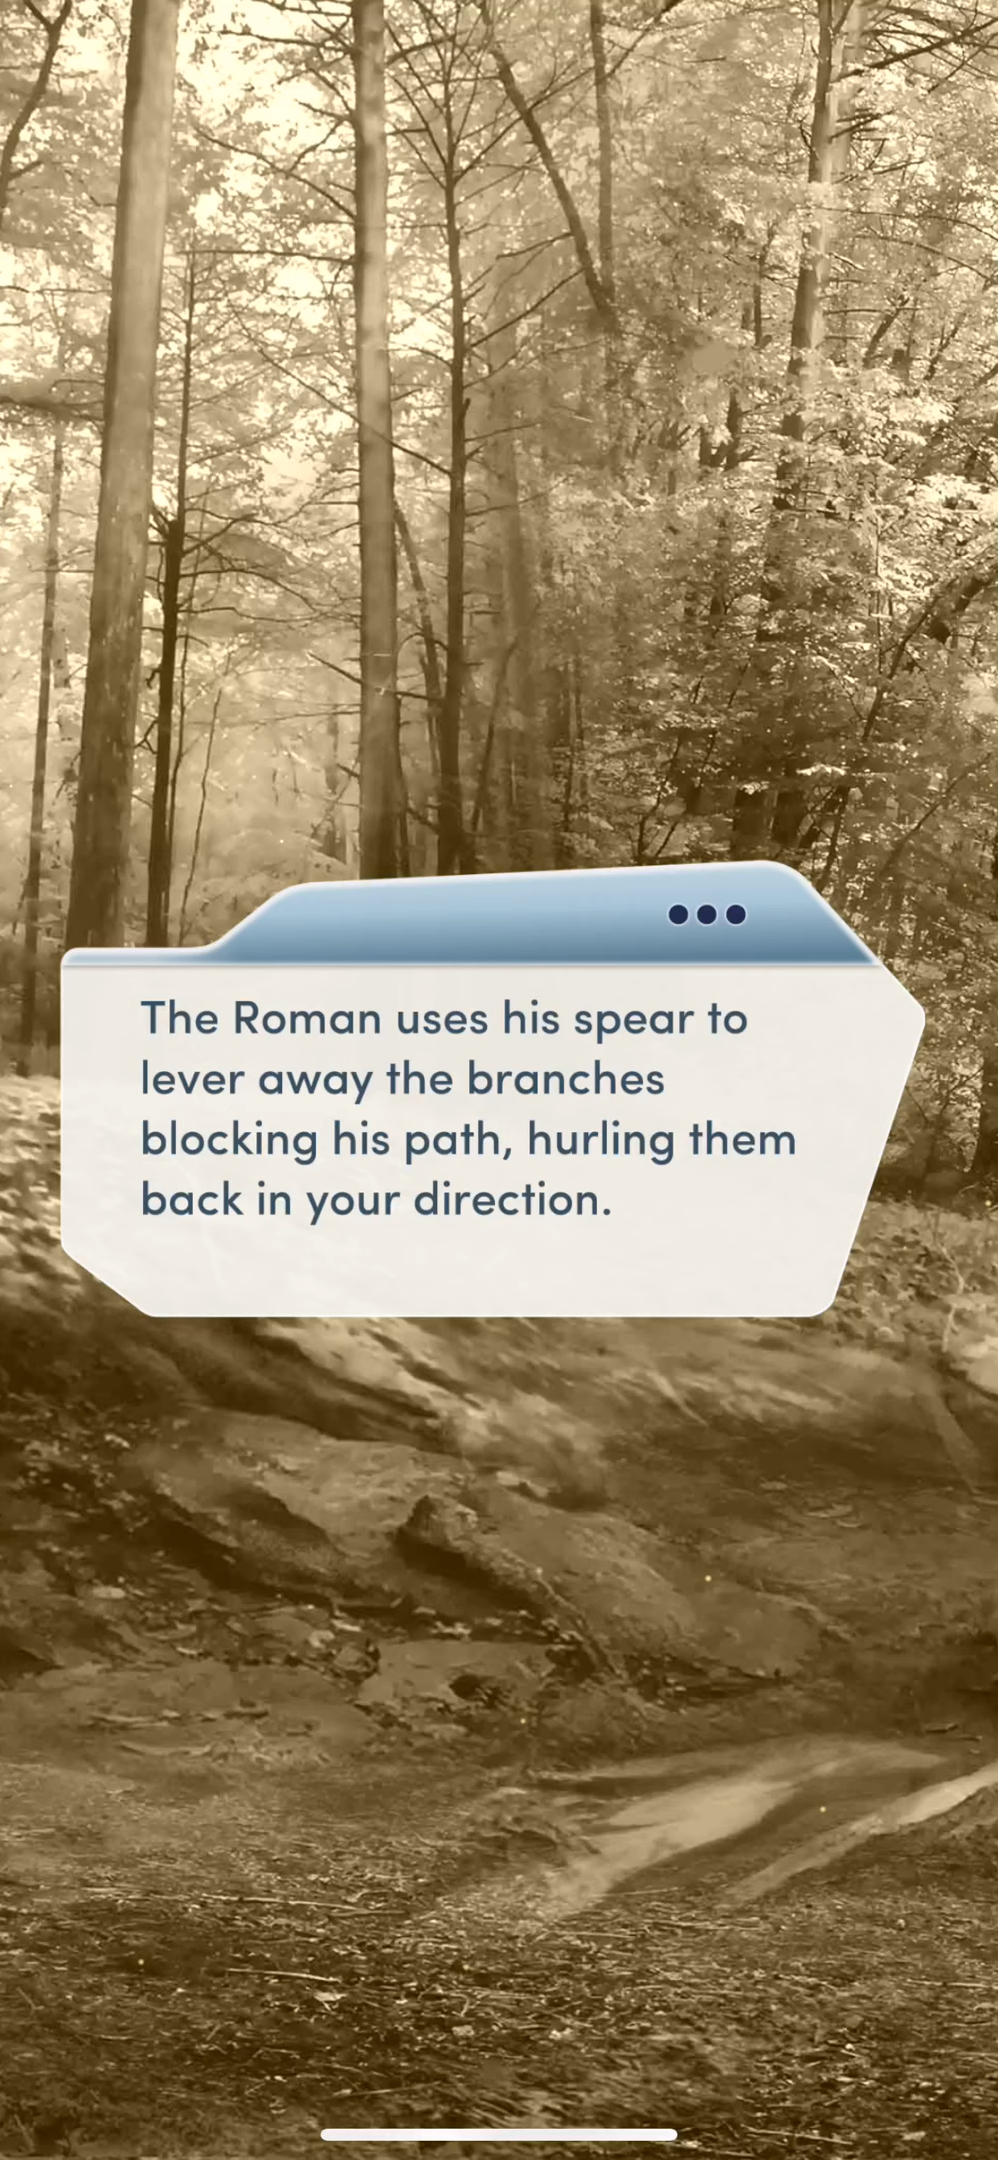 The Roman uses his spear to
lever away the branches
blocking his path, hurling them
back in your direction.